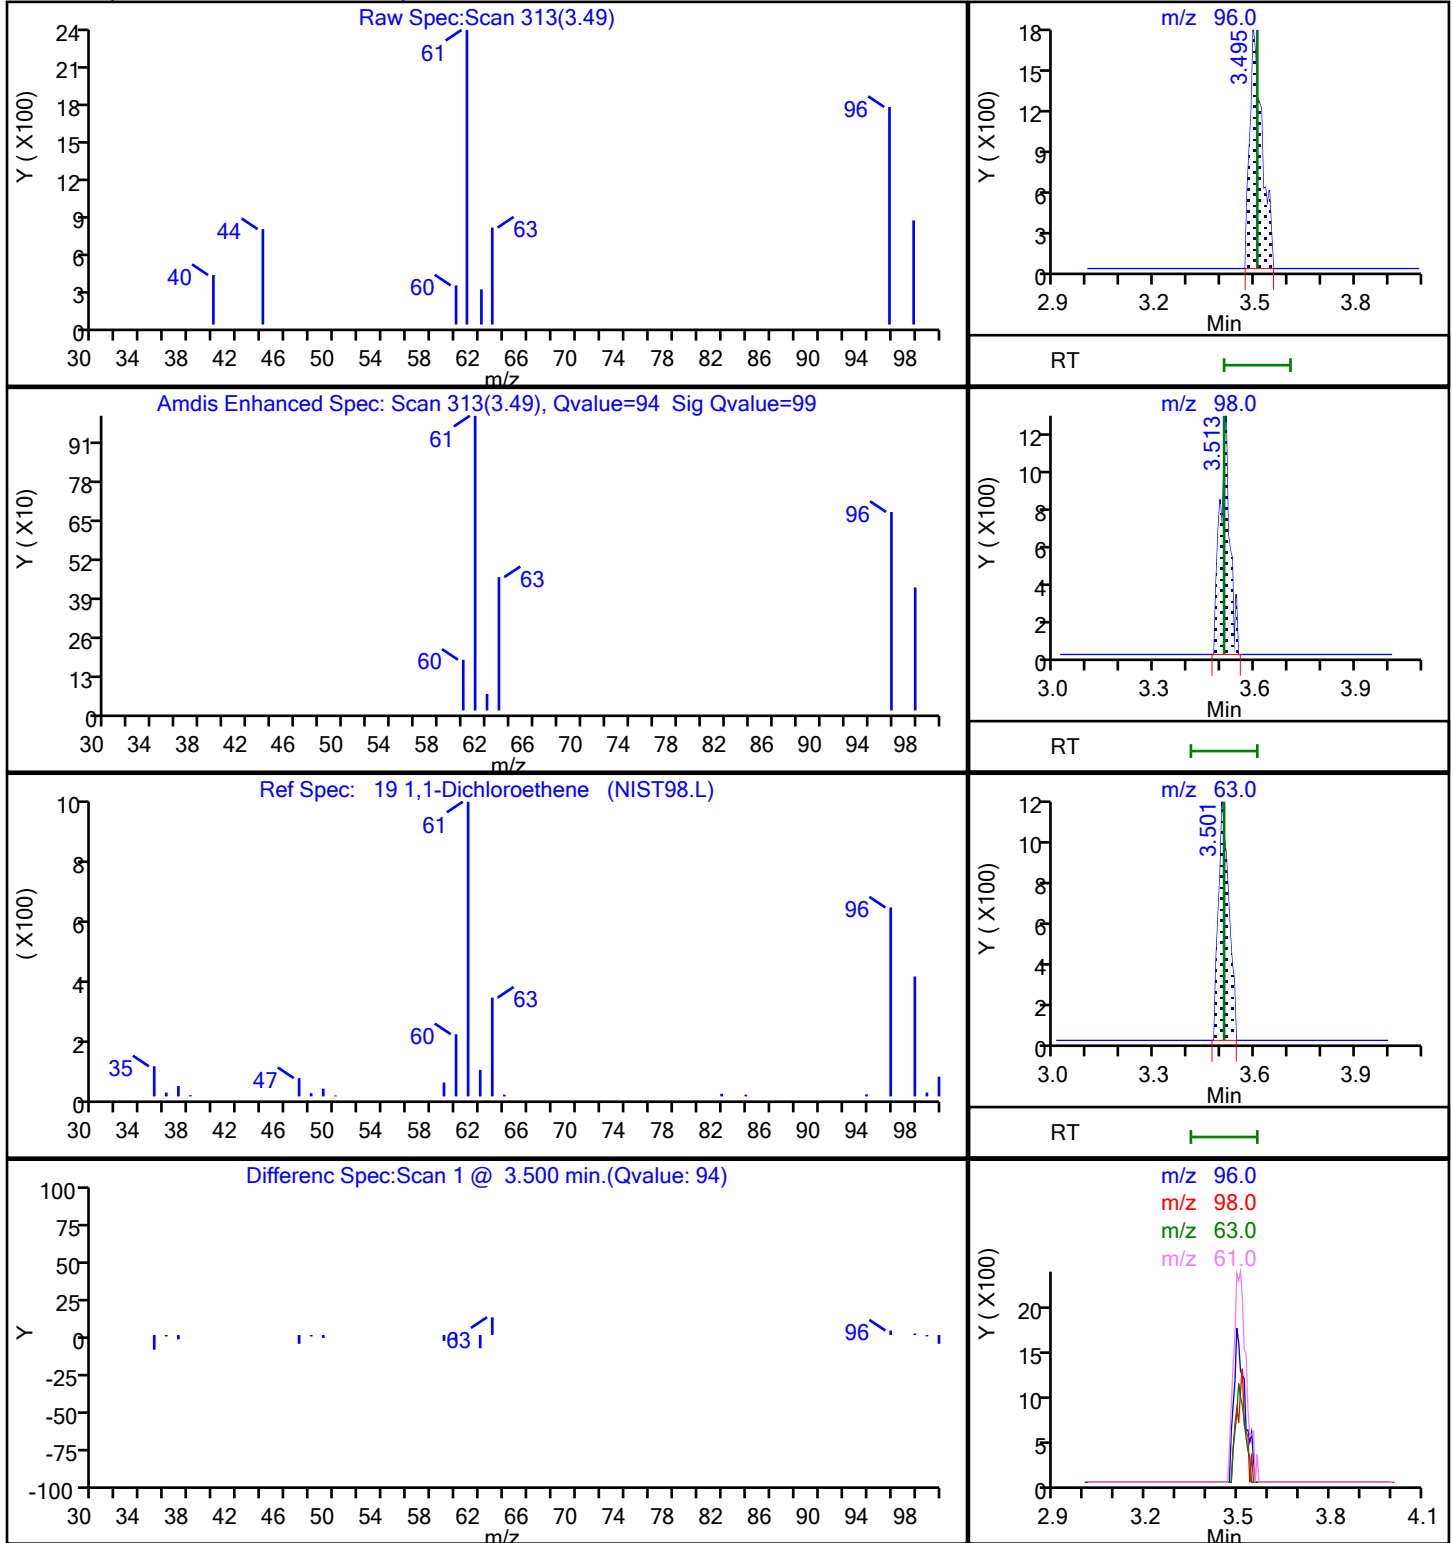 Raw Spec:Scan 313(3.49)
Y ( X100)
24
21
18
15
12
9
6
3
0
61
96
44
63
40
60
30 34 38 42 46 50 54 58 62 66 70 74 78 82 86 90 94 98
m/z
m/z 96.0
Y ( X100)
18
15
12
9
6
3
0
3.495
2.9 3.2 3.5 3.8
Min
RT
Amdis Enhanced Spec: Scan 313(3.49), Qvalue=94 Sig Qvalue=99
Y ( X10)
91
78
65
52
39
26
13
0
61
96
63
60
30 34 38 42 46 50 54 58 62 66 70 74 78 82 86 90 94 98
m/z
m/z 98.0
Y ( X100)
12
10
8
6
4
2
0
3.513
3.0 3.3 3.6 3.9
Min
RT
Ref Spec: 19 1,1-Dichloroethene (NIST98.L)
( X100)
10
8
6
4
2
0
61
96
63
60
35
47
30 34 38 42 46 50 54 58 62 66 70 74 78 82 86 90 94 98
m/z
m/z 63.0
Y ( X100)
12
10
8
6
4
2
0
3.501
3.0 3.3 3.6 3.9
Min
RT
Differenc Spec:Scan 1 @ 3.500 min.(Qvalue: 94)
Y
100
75
50
25
0
-25
-50
-75
-100
63
96
30 34 38 42 46 50 54 58 62 66 70 74 78 82 86 90 94 98
m/z
m/z 96.0
m/z 98.0
m/z 63.0
m/z 61.0
Y ( X100)
20
15
10
5
0
2.9 3.2 3.5 3.8 4.1
Min